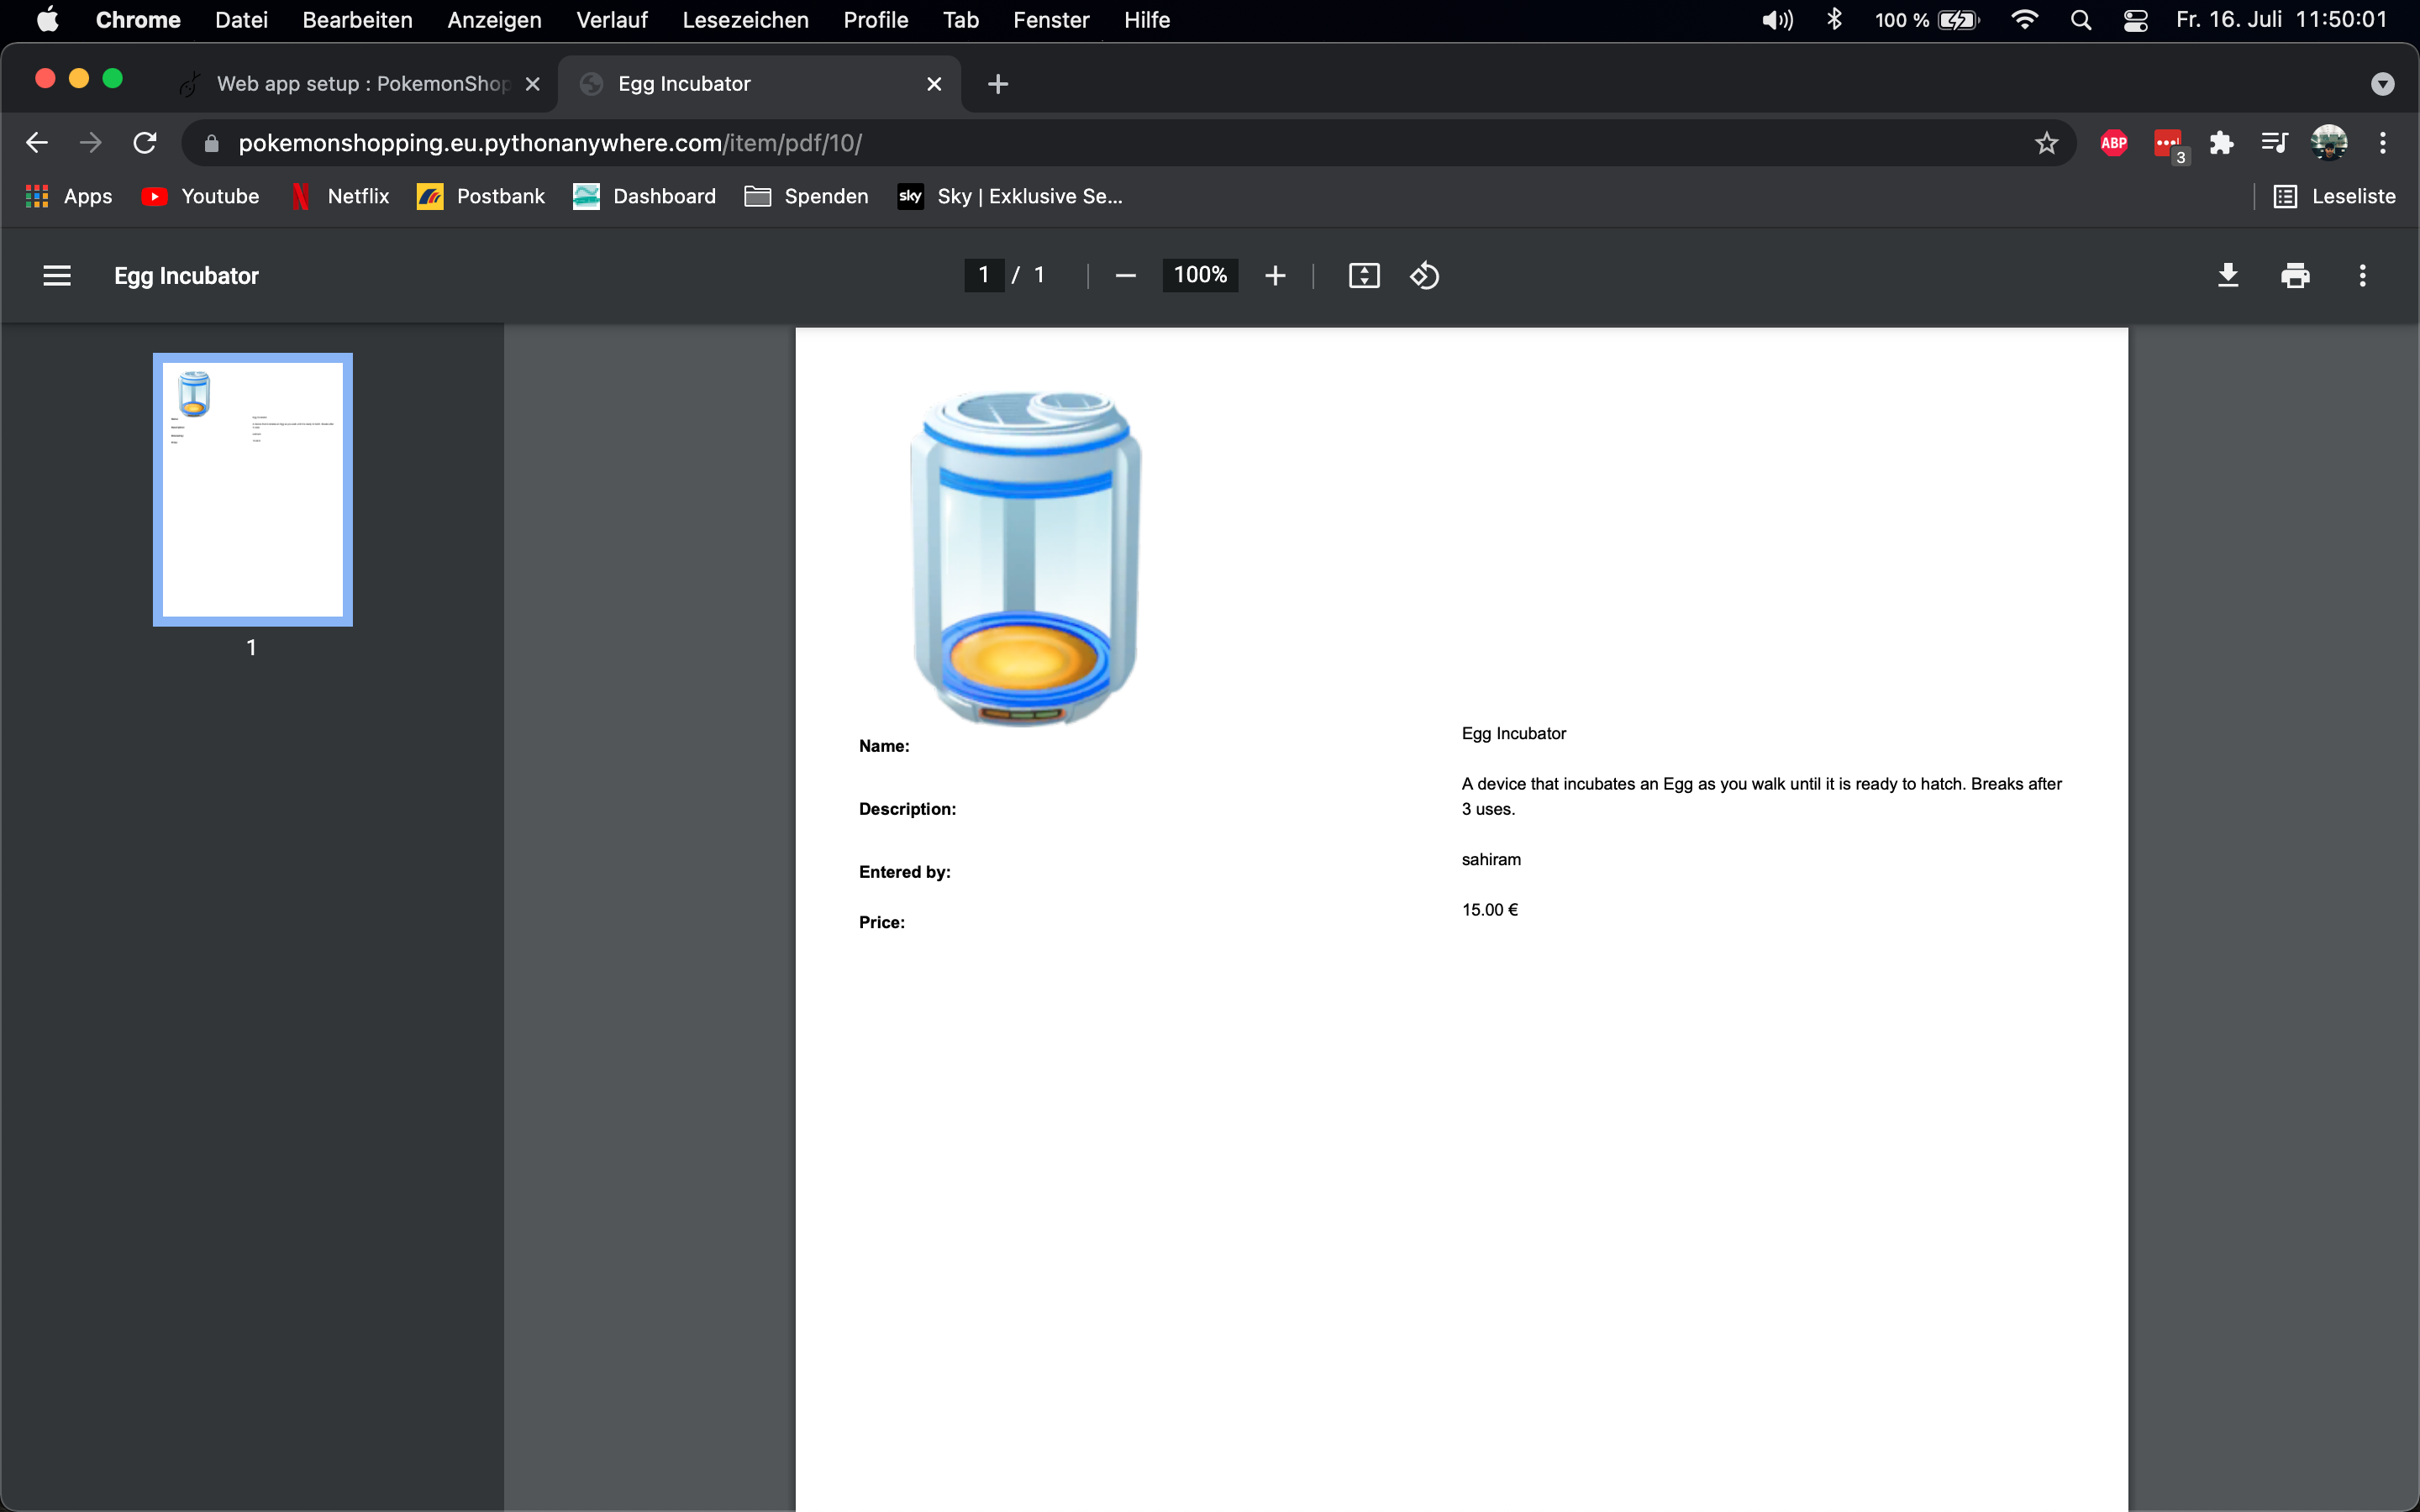 Chrome Datei Bearbeiten Anzeigen Verlauf Lesezeichen Profile Tab Fenster Hilfe 100 % Fr. 16. Juli 11:50:01
Web app setup : PokemonShop Egg Incubator
pokemonshopping.eu.pythonanywhere.com/item/pdf/10/ ABP 3
Apps Youtube Netflix Postbank Dashboard Spenden sky Sky | Exklusive Se... Leseliste
Egg Incubator 1 / 1 100%
1
Egg Incubator
Name:
A device that incubates an Egg as you walk until it is ready to hatch. Breaks after
Description: 3 uses.
Entered by: sahiram
Price: 15.00 €